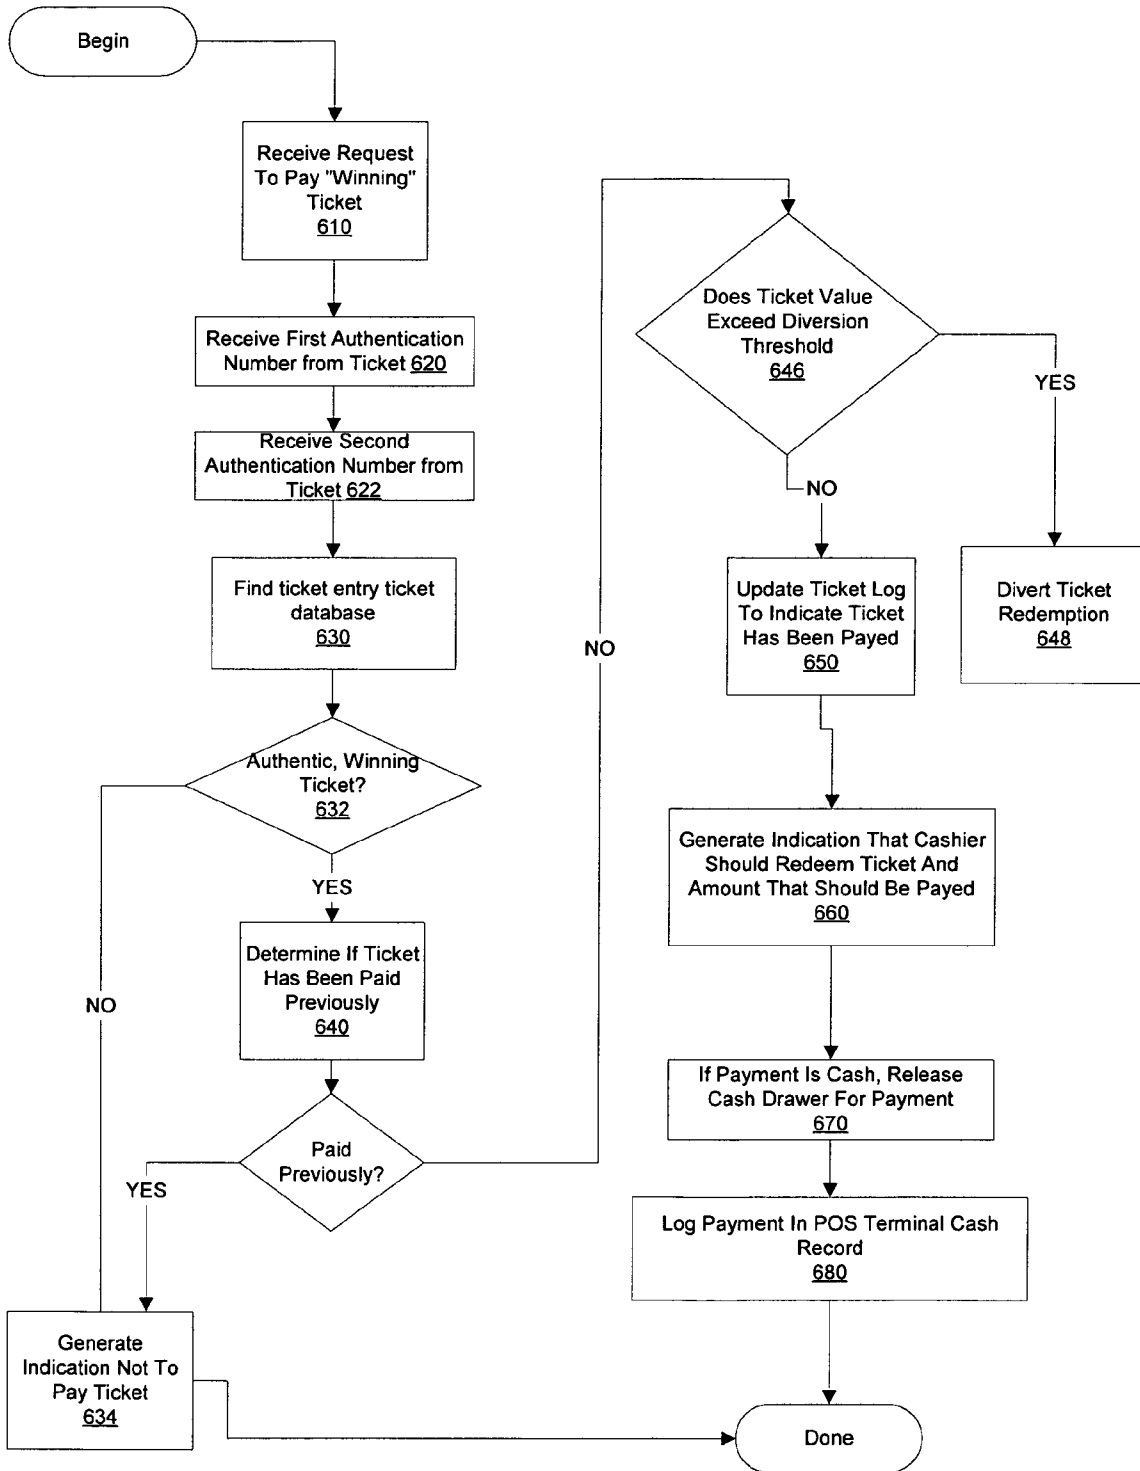 Begin
Receive Request
To Pay "Winning"
Ticket
610
Receive First Authentication
Number from Ticket 620
Receive Second
Authentication Number from
Ticket 622
Find ticket entry ticket
database
630
Authentic, Winning
Ticket?
632
YES
NO
Determine If Ticket
Has Been Paid
Previously
640
Paid
Previously?
YES
NO
Generate
Indication Not To
Pay Ticket
634
Does Ticket Value
Exceed Diversion
Threshold
646
YES
NO
Divert Ticket
Redemption
648
Update Ticket Log
To Indicate Ticket
Has Been Payed
650
Generate Indication That Cashier
Should Redeem Ticket And
Amount That Should Be Payed
660
If Payment Is Cash, Release
Cash Drawer For Payment
670
Log Payment In POS Terminal Cash
Record
680
Done